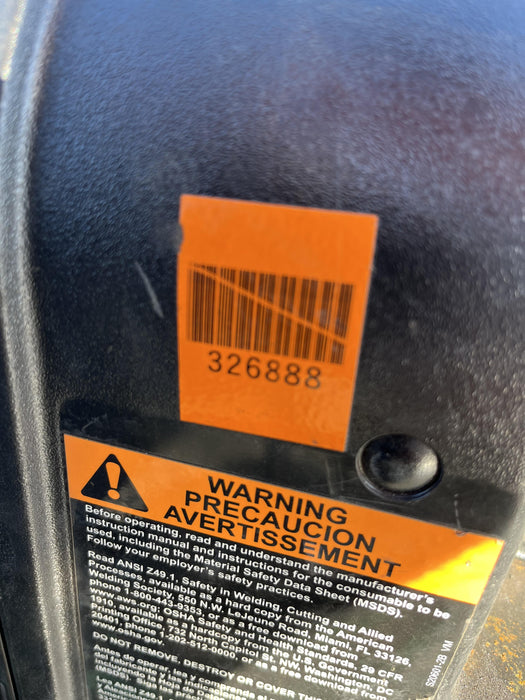 326888
WARNING
PRECAUCION
AVERTISSEMENT
Before operating, read and understand the manufacturer's
instruction manual and instructions for the consumable to be
used, including the Material Safety Data Sheet (MSDS).
Follow your employer's safety practices.
Read ANSI Z49.1, Safety in Welding, Cutting and Allied
Processes, available as a hard copy from the American
Welding Society, 550 N.W. LeJeune Road, Miami, FL 33126,
phone 1-800-443-9353 or as a free download from
www.aws.org; OSHA Safety and Health Standards, 29 CFR
1910, available as a hardcopy from the U.S. Government
Printing Office, 732 North Capitol St. NW, Washington DC
20401, phone 1-202-512-0000, or as a free download from
www.osha.gov.
DO NOT REMOVE, DESTROY OR COVER
Antes de operar, lea y comprenda el